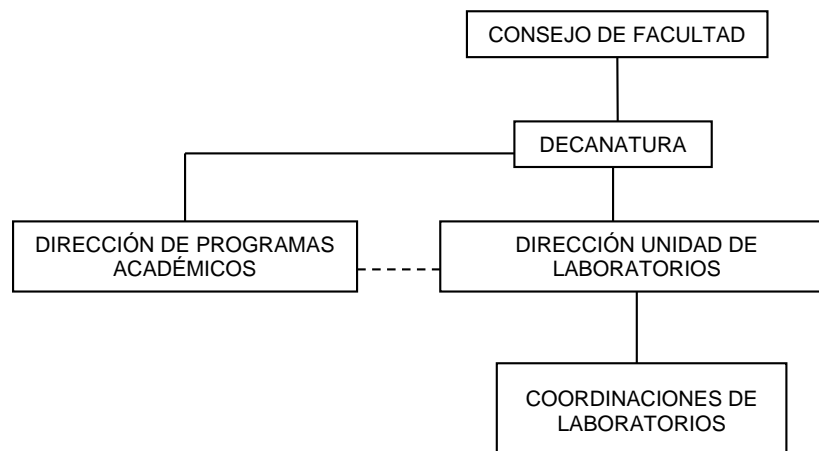 CONSEJO DE FACULTAD
DECANATURA
DIRECCIÓN DE PROGRAMAS
ACADÉMICOS
DIRECCIÓN UNIDAD DE
LABORATORIOS
COORDINACIONES DE
LABORATORIOS